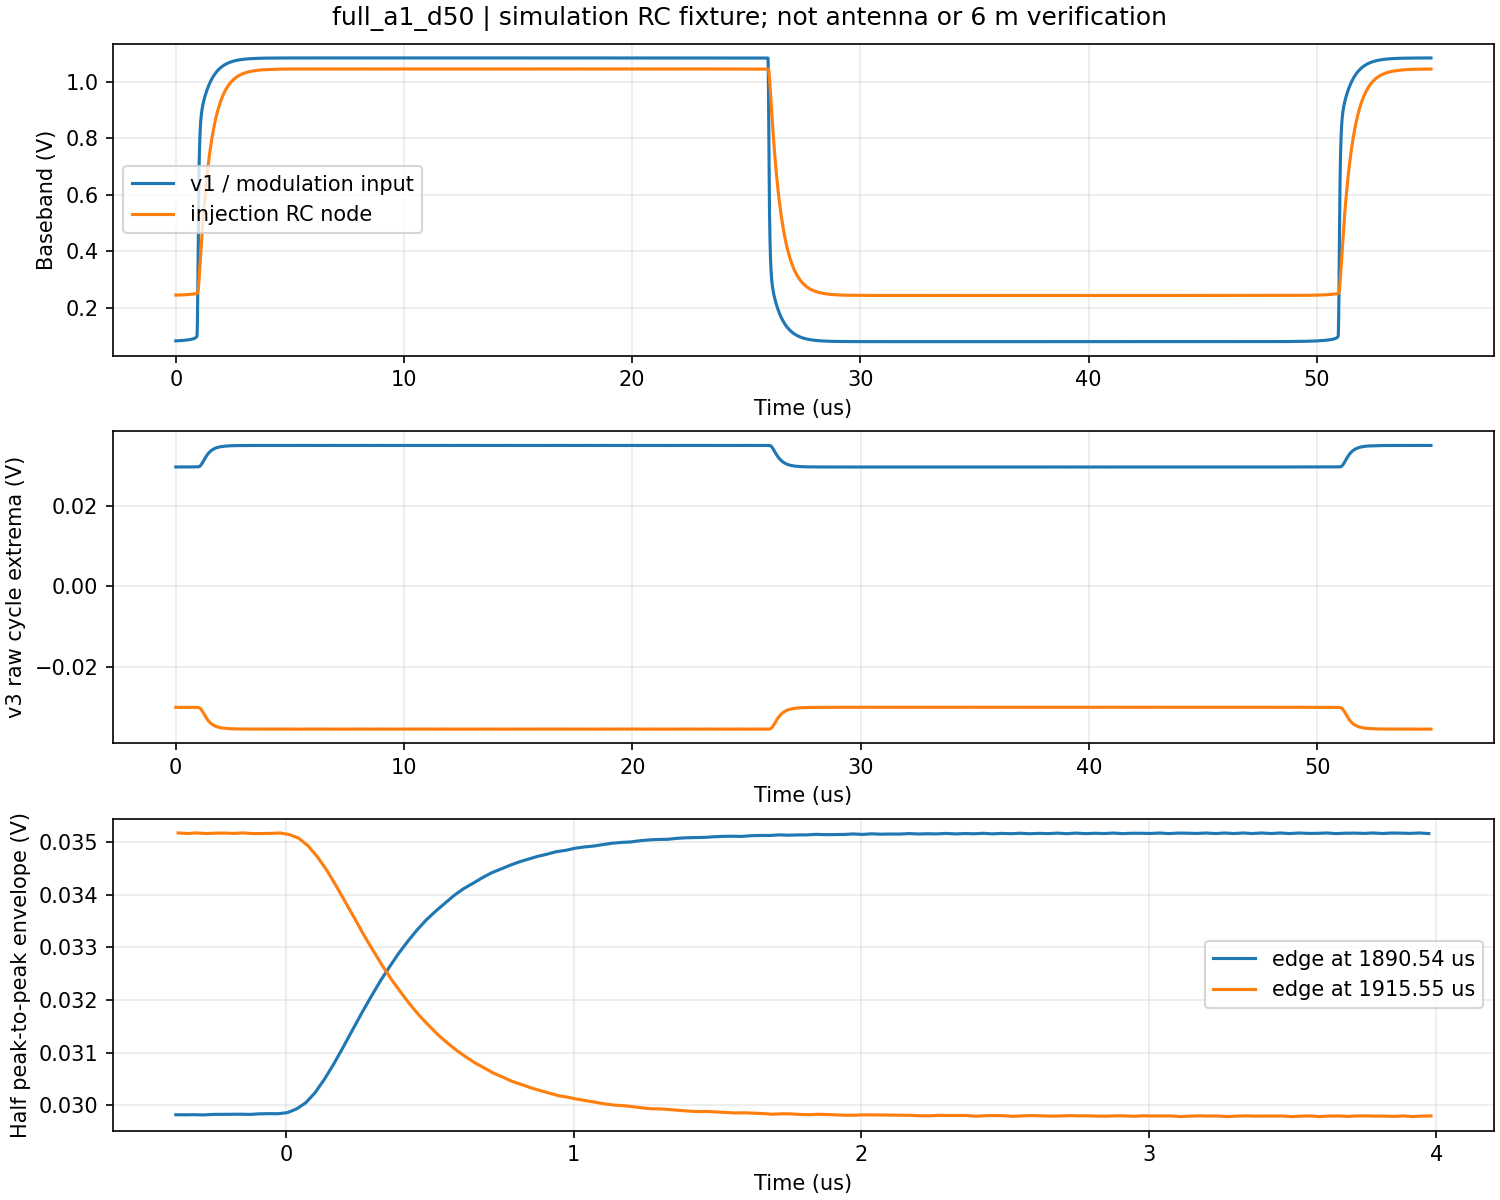 full_a1_d50 | simulation RC fixture; not antenna or 6 m verification
Baseband (V)
1.0
0.8
0.6
0.4
0.2
v1 / modulation input
injection RC node
0 10 20 30 40 50
Time (us)
v3 raw cycle extrema (V)
0.02
0.00
−0.02
0 10 20 30 40 50
Time (us)
Half peak-to-peak envelope (V)
0.035
0.034
0.033
0.032
0.031
0.030
edge at 1890.54 us
edge at 1915.55 us
0 1 2 3 4
Time (us)